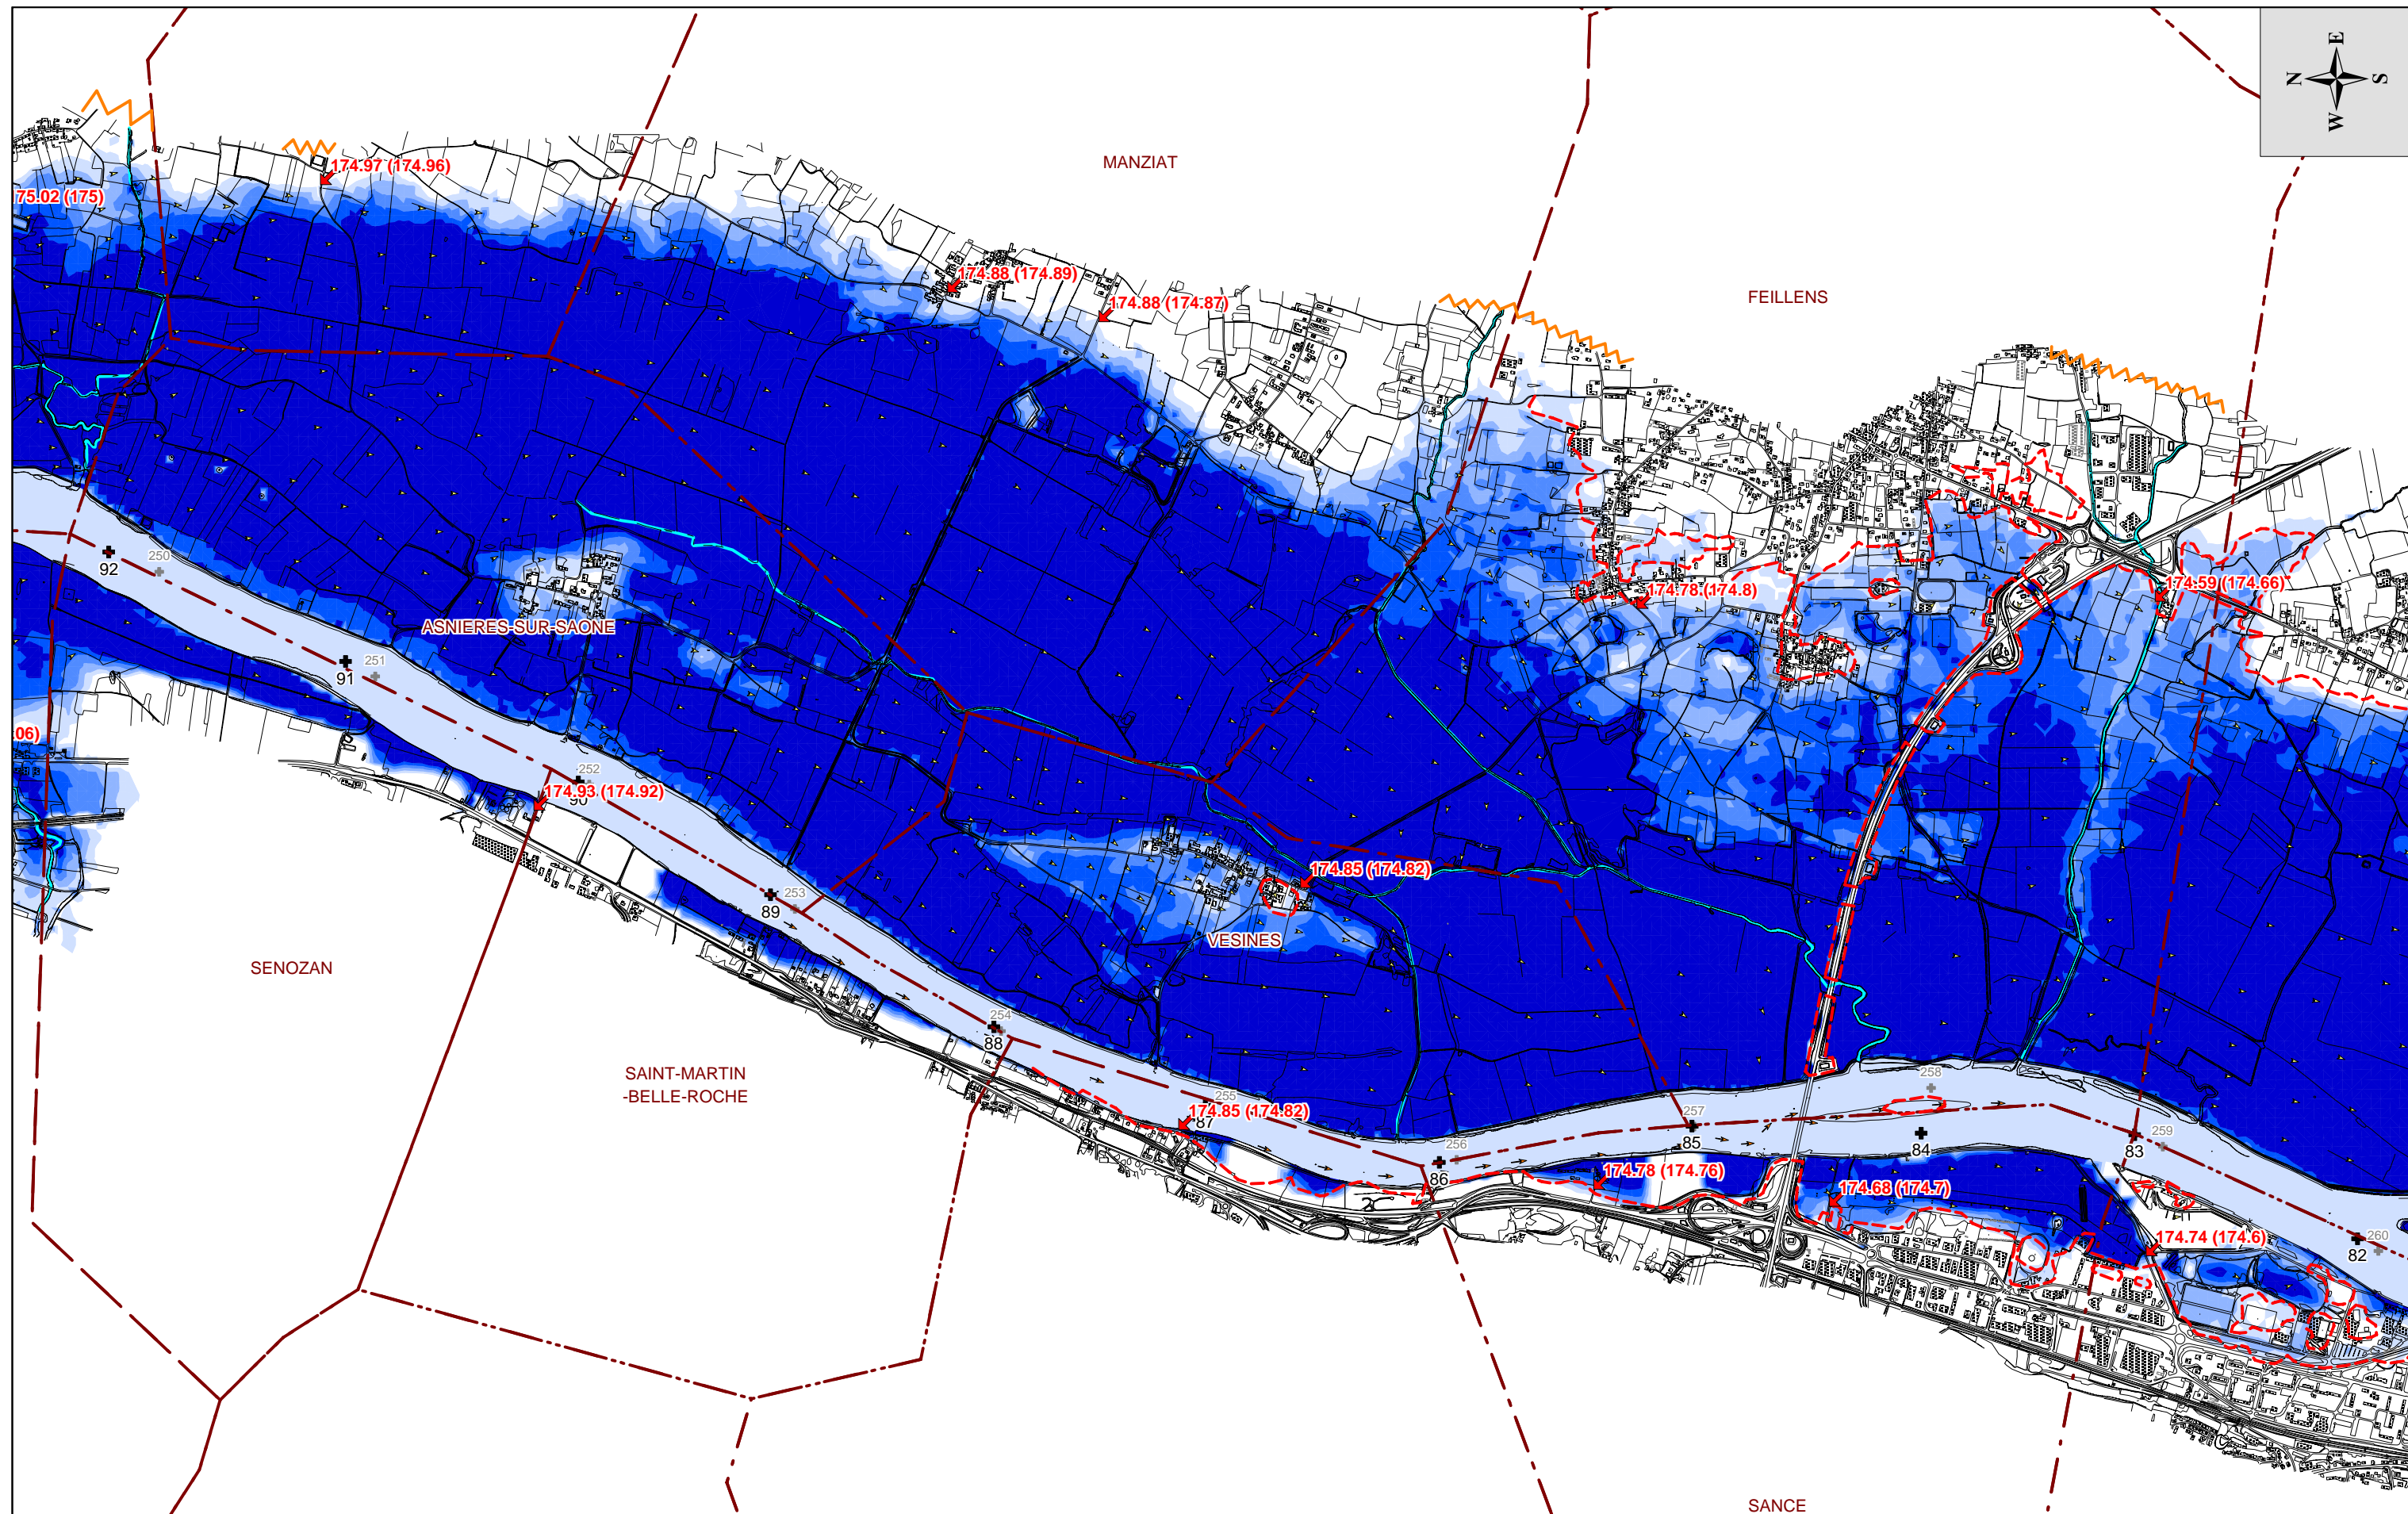 E
N
S
W
MANZIAT
174.97 (174.96)
75.02 (175)
174.88 (174.89)
174.88 (174.87)
FEILLENS
250
92
174.78 (174.8)
174.59 (174.66)
ASNIERES-SUR-SAONE
251
91
06)
252
90
174.93 (174.92)
253
89
174.85 (174.82)
VESINES
SENOZAN
254
88
SAINT-MARTIN
-BELLE-ROCHE
255
174.85 (174.82)
87
256
86
257
85
258
84
259
83
174.78 (174.76)
174.68 (174.7)
174.74 (174.6)
260
82
SANCE